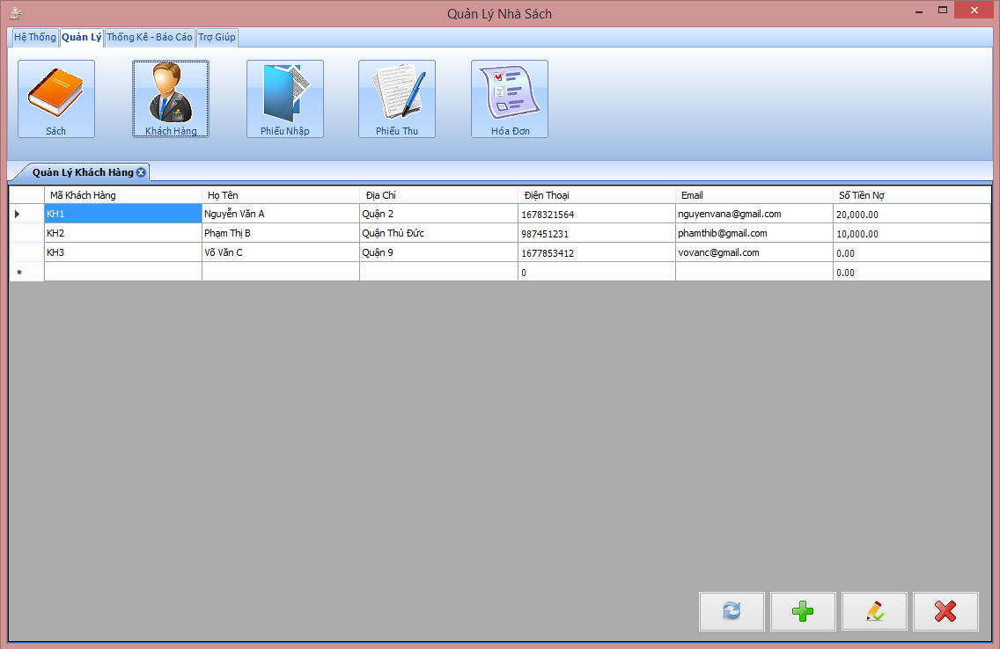 Quản Lý Nhà Sách
Hệ Thống Quản Lý Thống Kê - Báo Cáo Trợ Giúp
Sách Khách Hàng Phiếu Nhập Phiếu Thu Hóa Đơn
Quản Lý Khách Hàng
Mã Khách Hàng Họ Tên Địa Chỉ Điện Thoại Email Số Tiền Nợ
KH1 Nguyễn Văn A Quận 2 1678321564 nguyenvana@gmail.com 20,000.00
KH2 Phạm Thị B Quận Thủ Đức 987451231 phamthib@gmail.com 10,000.00
KH3 Võ Văn C Quận 9 1677853412 vovanc@gmail.com 0.00
0 0.00